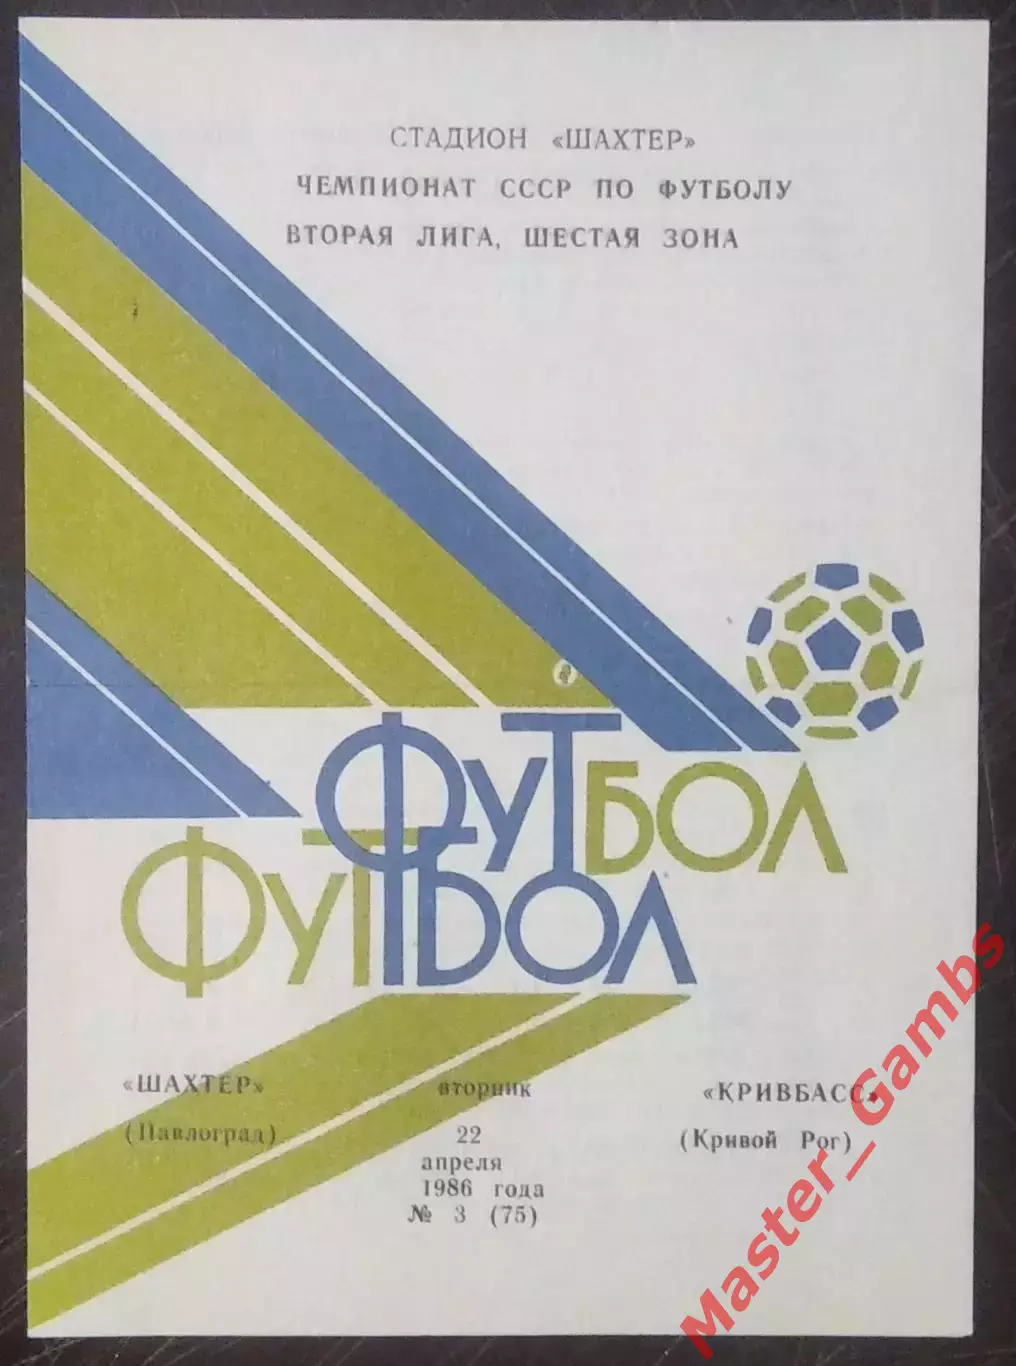 СТАДИОН «ШАХТЕР»
ЧЕМПИОНАТ СССР ПО ФУТБОЛУ
ВТОРАЯ ЛИГА, ШЕСТАЯ ЗОНА
ФУТБОЛ
ФУТБОЛ
«ШАХТЕР» вторник «КРИВБАСС»
(Павлоград) 22 (Кривой Рог)
апреля
1986 года
№ 3 (75)
Master_Gambs